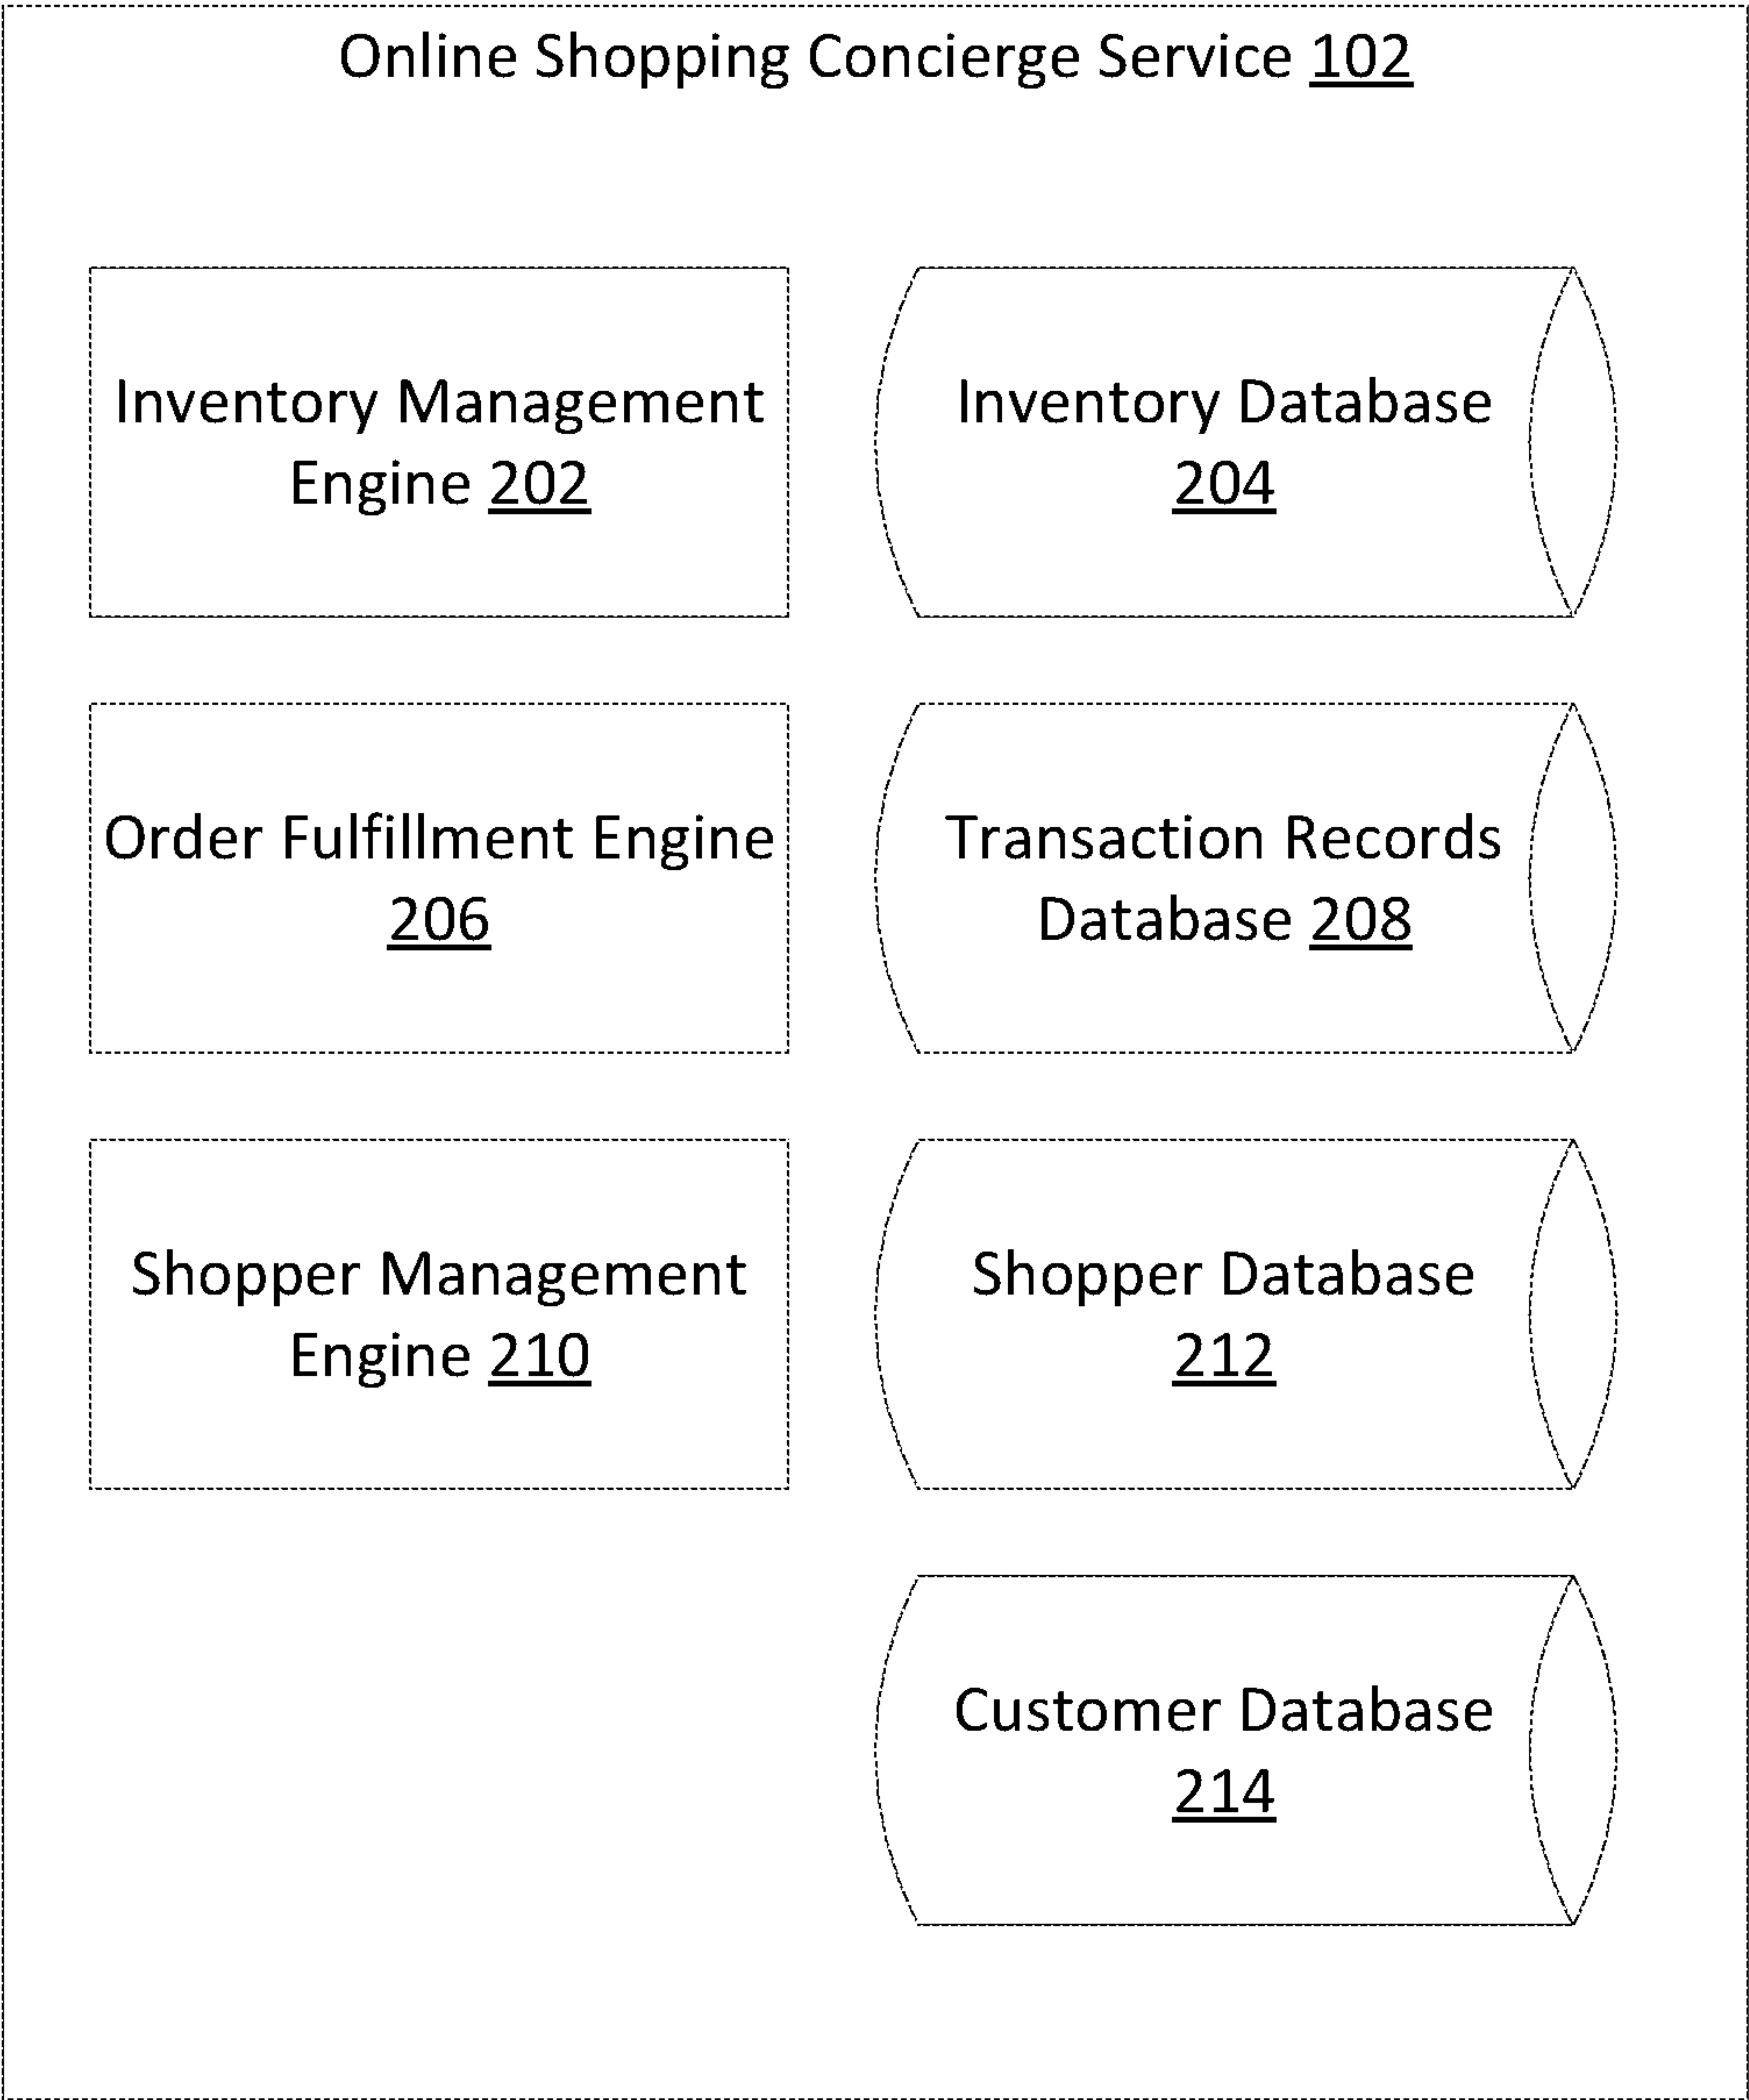 Online Shopping Concierge Service 102
Inventory Management
Engine 202
Inventory Database
204
Order Fulfillment Engine
206
Transaction Records
Database 208
Shopper Management
Engine 210
Shopper Database
212
Customer Database
214